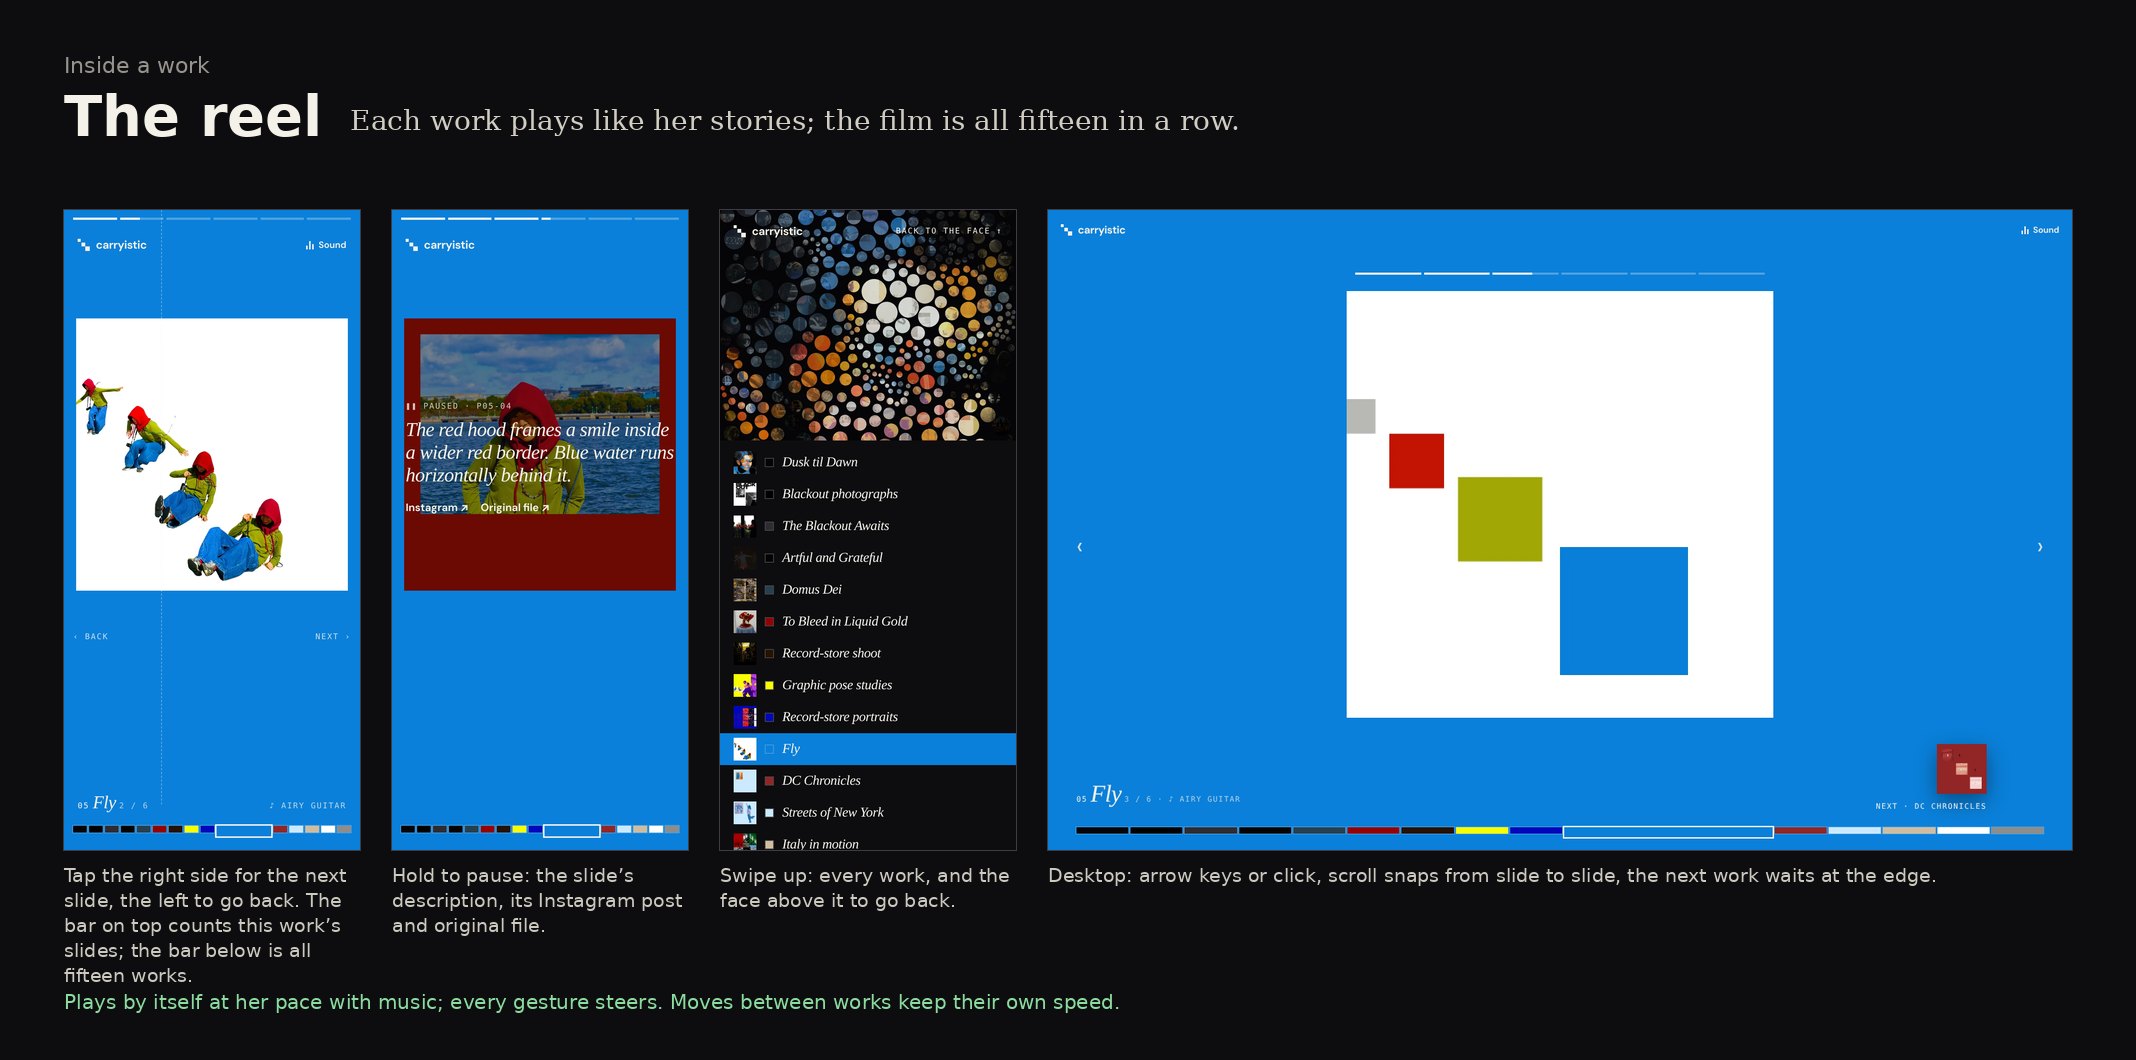 Inside a work
The reel
Each work plays like her stories; the film is all fifteen in a row.
carryistic
Sound
‹ BACK
NEXT ›
05 Fly 2 / 6
♪ AIRY GUITAR
Tap the right side for the next
slide, the left to go back. The
bar on top counts this work’s
slides; the bar below is all
fifteen works.
carryistic
PAUSED · P05-04
The red hood frames a smile inside
a wider red border. Blue water runs
horizontally behind it.
Instagram ↗ Original file ↗
Hold to pause: the slide’s
description, its Instagram post
and original file.
carryistic
BACK TO THE FACE ↑
Dusk til Dawn
Blackout photographs
The Blackout Awaits
Artful and Grateful
Domus Dei
To Bleed in Liquid Gold
Record-store shoot
Graphic pose studies
Record-store portraits
Fly
DC Chronicles
Streets of New York
Italy in motion
Swipe up: every work, and the
face above it to go back.
carryistic
Sound
‹
›
05 Fly 3 / 6 · ♪ AIRY GUITAR
NEXT · DC CHRONICLES
Desktop: arrow keys or click, scroll snaps from slide to slide, the next work waits at the edge.
Plays by itself at her pace with music; every gesture steers. Moves between works keep their own speed.